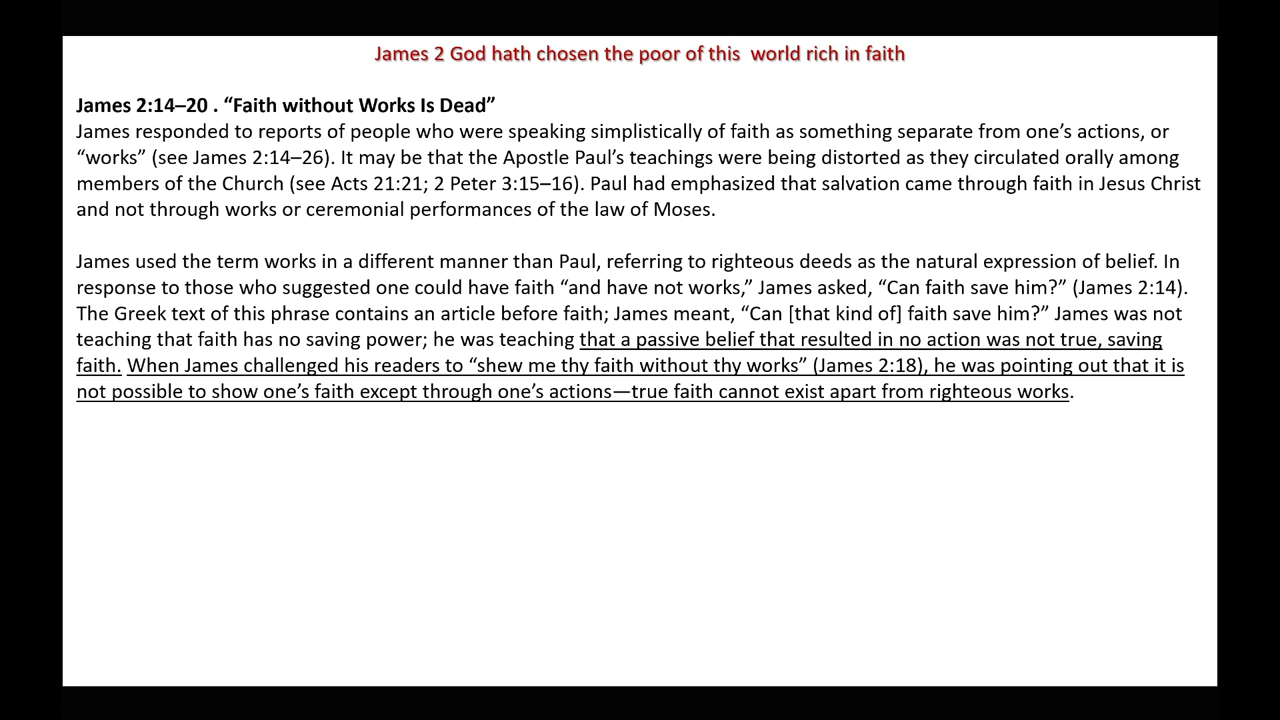 James 2 God hath chosen the poor of this  world rich in faith
James 2:14–20 . “Faith without Works Is Dead”
James responded to reports of people who were speaking simplistically of faith as something separate from one’s actions, or
“works” (see James 2:14–26). It may be that the Apostle Paul’s teachings were being distorted as they circulated orally among
members of the Church (see Acts 21:21; 2 Peter 3:15–16). Paul had emphasized that salvation came through faith in Jesus Christ
and not through works or ceremonial performances of the law of Moses.
James used the term works in a different manner than Paul, referring to righteous deeds as the natural expression of belief. In
response to those who suggested one could have faith “and have not works,” James asked, “Can faith save him?” (James 2:14).
The Greek text of this phrase contains an article before faith; James meant, “Can [that kind of] faith save him?” James was not
teaching that faith has no saving power; he was teaching that a passive belief that resulted in no action was not true, saving
faith. When James challenged his readers to “shew me thy faith without thy works” (James 2:18), he was pointing out that it is
not possible to show one’s faith except through one’s actions—true faith cannot exist apart from righteous works.